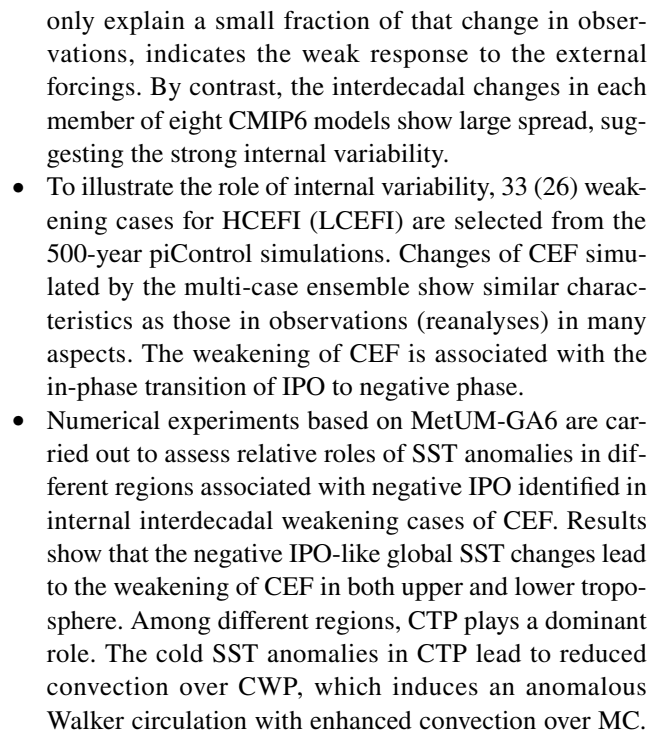 only explain a small fraction of that change in obser-
vations, indicates the weak response to the external
forcings. By contrast, the interdecadal changes in each
member of eight CMIP6 models show large spread, sug-
gesting the strong internal variability.
• To illustrate the role of internal variability, 33 (26) weak-
ening cases for HCEFI (LCEFI) are selected from the
500-year piControl simulations. Changes of CEF simu-
lated by the multi-case ensemble show similar charac-
teristics as those in observations (reanalyses) in many
aspects. The weakening of CEF is associated with the
in-phase transition of IPO to negative phase.
• Numerical experiments based on MetUM-GA6 are car-
ried out to assess relative roles of SST anomalies in dif-
ferent regions associated with negative IPO identified in
internal interdecadal weakening cases of CEF. Results
show that the negative IPO-like global SST changes lead
to the weakening of CEF in both upper and lower tropo-
sphere. Among different regions, CTP plays a dominant
role. The cold SST anomalies in CTP lead to reduced
convection over CWP, which induces an anomalous
Walker circulation with enhanced convection over MC.